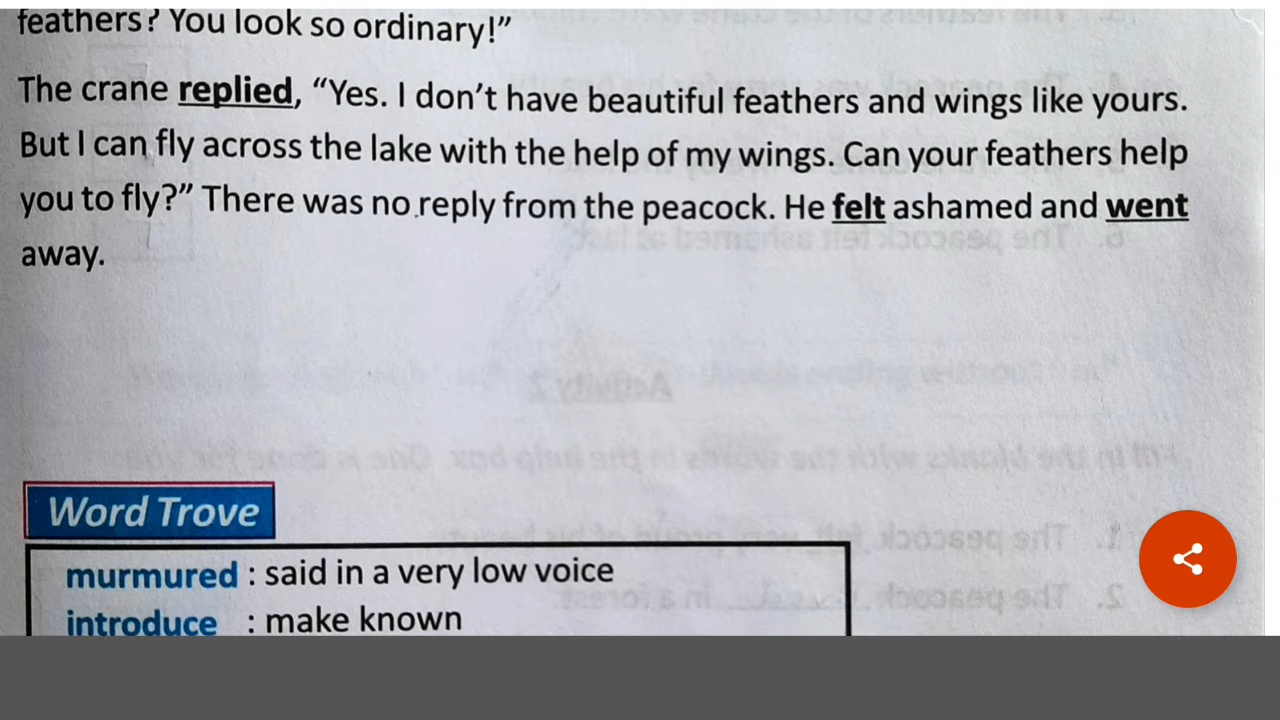 feathers? You look so ordinary!”
The crane replied, “Yes. I don’t have beautiful feathers and wings like yours.
But I can fly across the lake with the help of my wings. Can your feathers help
you to fly?” There was no reply from the peacock. He felt ashamed and went
away.
Word Trove
murmured : said in a very low voice
introduce : make known